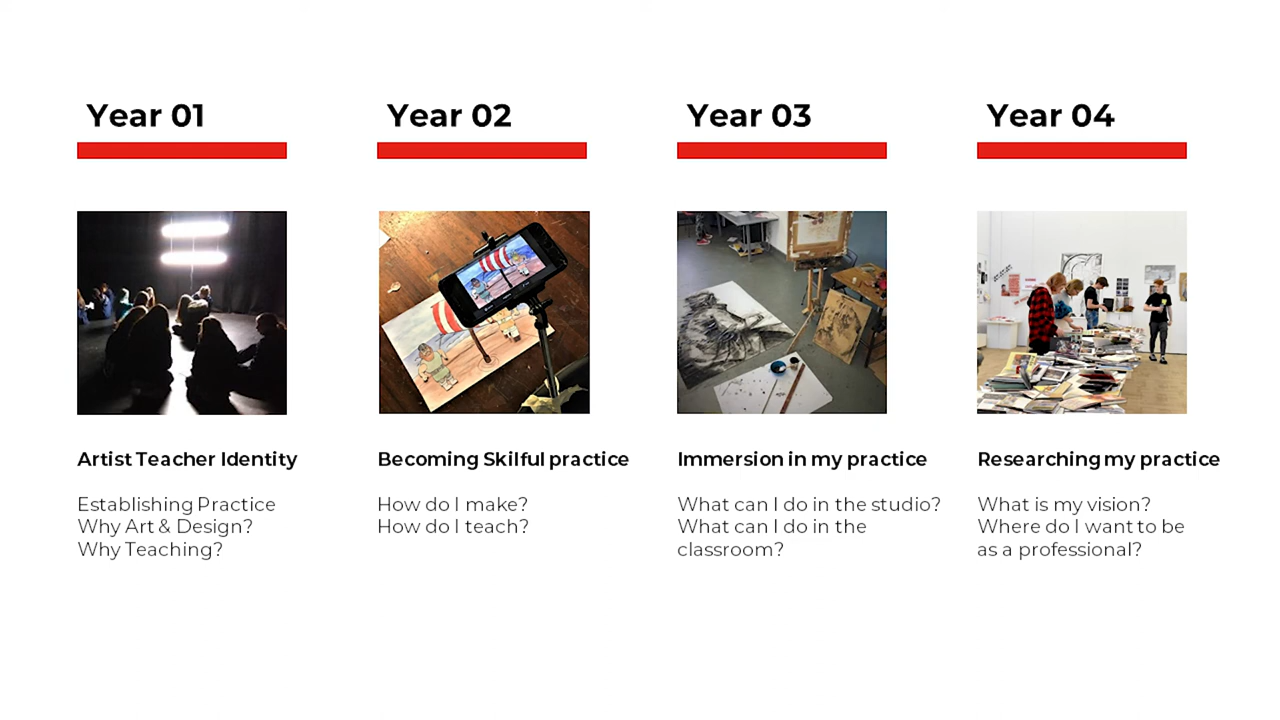 Year 01
Year 02
Year 03
Year 04
Artist Teacher Identity
Establishing Practice
Why Art & Design?
Why Teaching?
Becoming Skilful practice
How do I make?
How do I teach?
Immersion in my practice
What can I do in the studio?
What can I do in the
classroom?
Researching my practice
What is my vision?
Where do I want to be
as a professional?